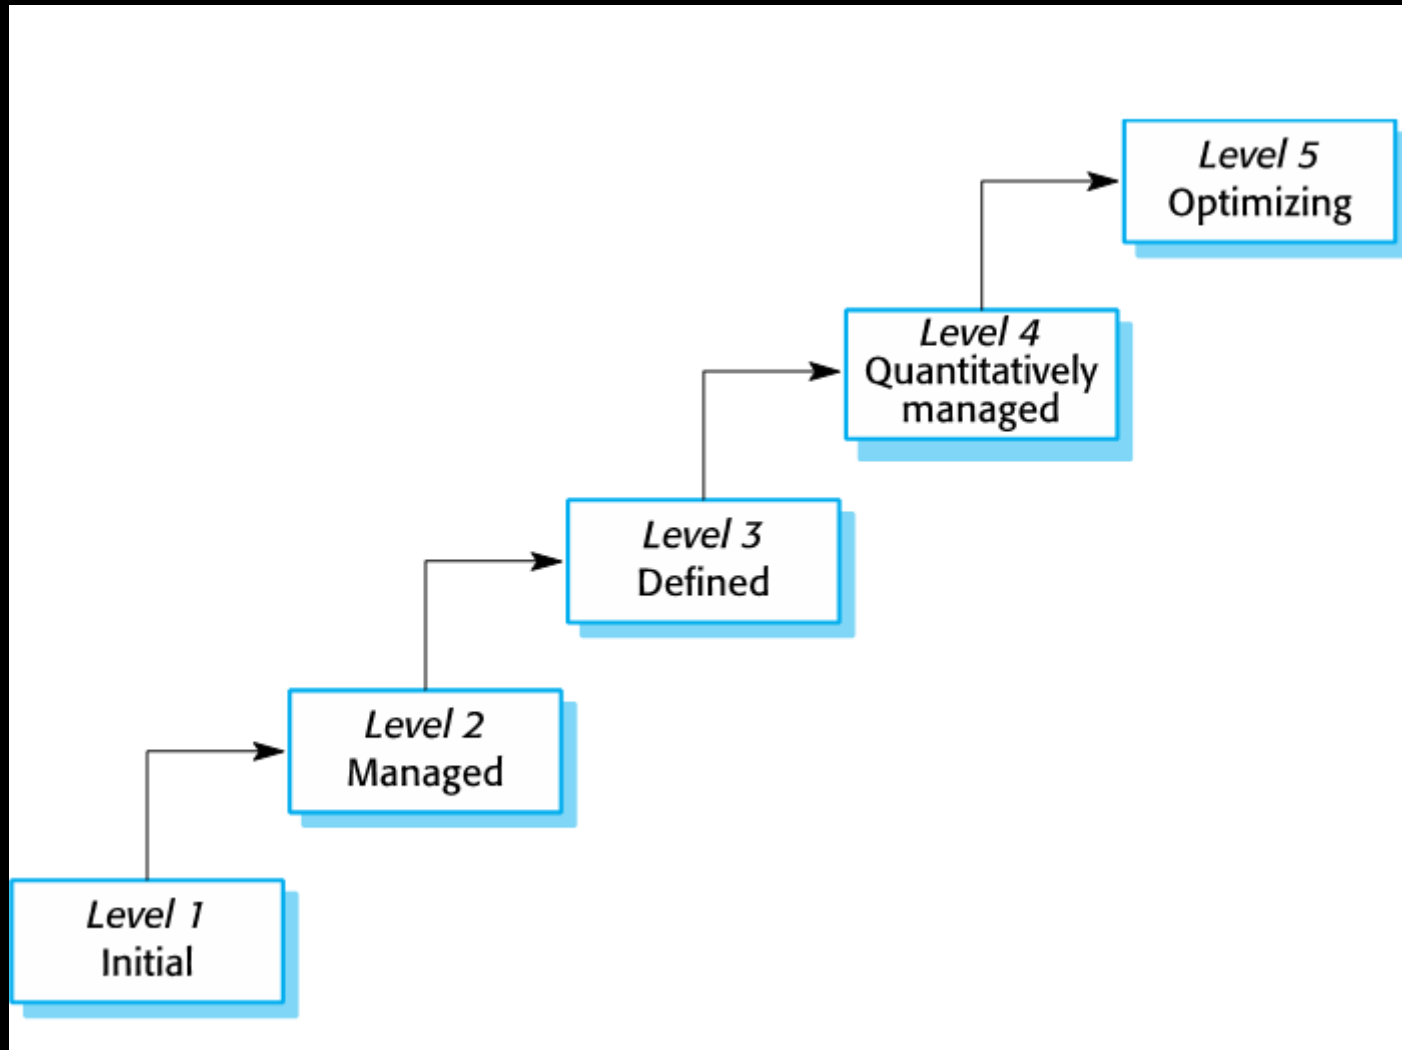 Level 5
Optimizing
Level 4
Quantitatively
managed
Level 3
Defined
Level 2
Managed
Level 1
Initial